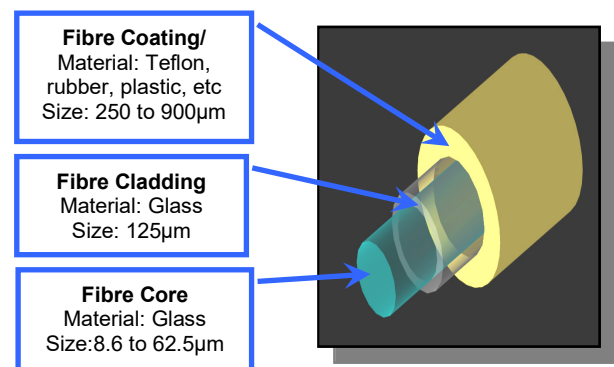 Fibre Coating/
Material: Teflon,
rubber, plastic, etc
Size: 250 to 900µm
Fibre Cladding
Material: Glass
Size: 125µm
Fibre Core
Material: Glass
Size:8.6 to 62.5µm